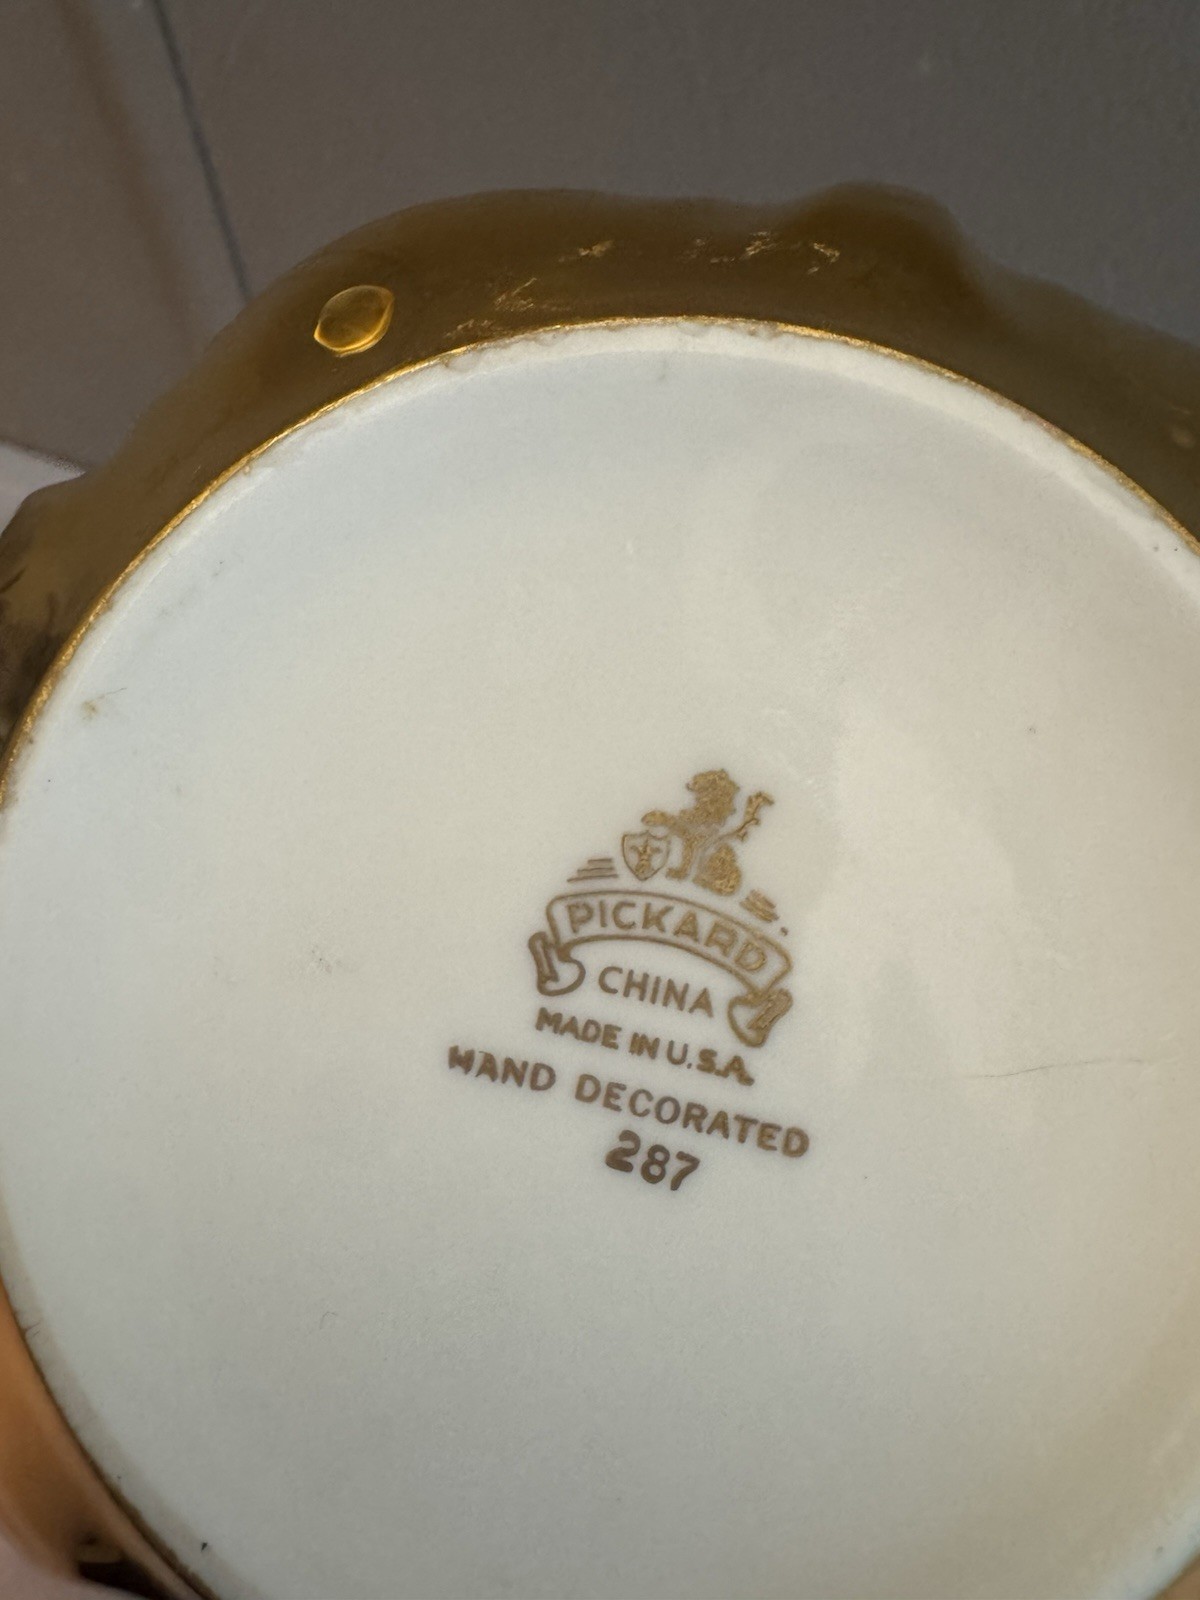 PICKARD
CHINA
MADE IN U.S.A.
HAND DECORATED
287